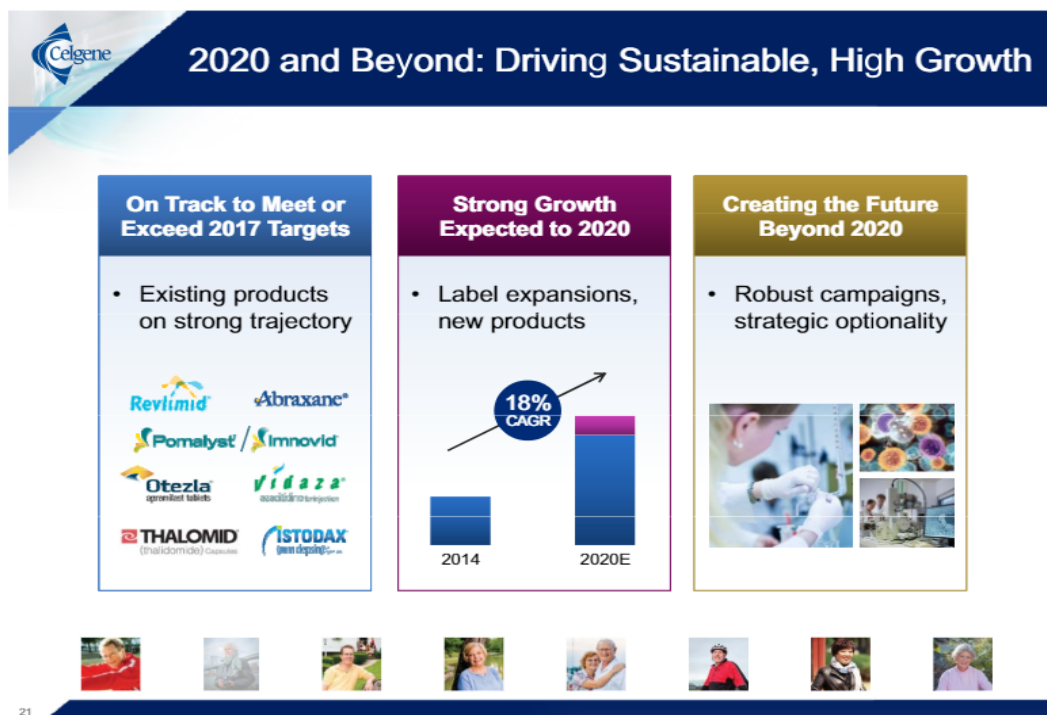 Celgene
2020 and Beyond: Driving Sustainable, High Growth
On Track to Meet or
Exceed 2017 Targets
• Existing products
on strong trajectory
Revlimid®
Abraxane®
Pomalyst® / Imnovid®
Otezla®
apremilast tablets
Vidaza®
azacitidine for injection
THALOMID®
(thalidomide) Capsules
ISTODAX®
Strong Growth
Expected to 2020
• Label expansions,
new products
18%
CAGR
2014
2020E
Creating the Future
Beyond 2020
• Robust campaigns,
strategic optionality
21